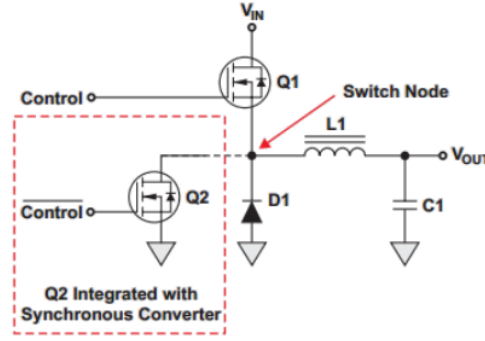 VIN
Q1
Control
Switch Node
L1
VOUT
Q2
Control
D1
C1
Q2 Integrated with
Synchronous Converter